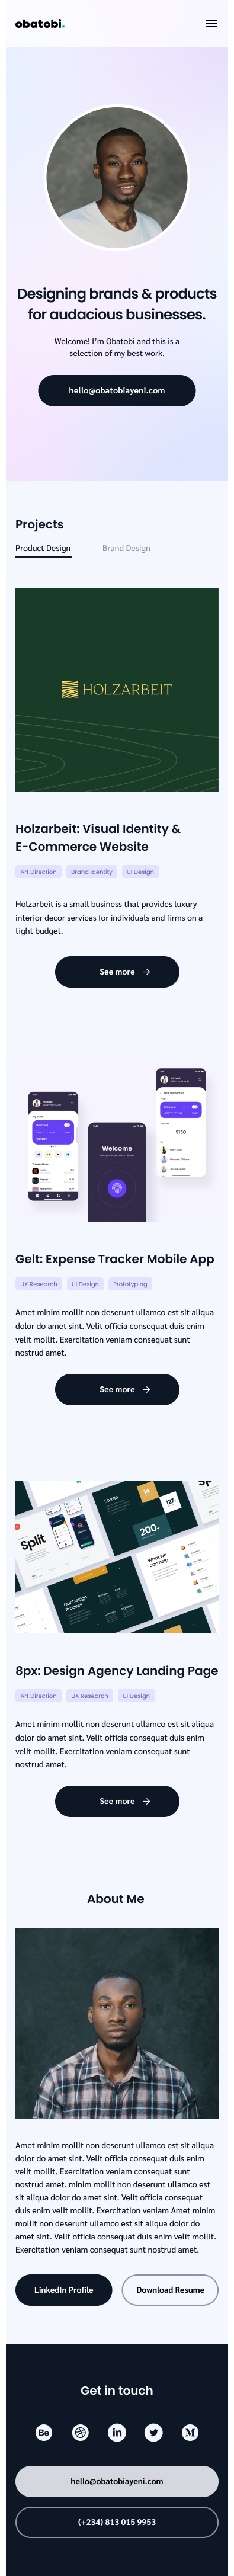 obatobi.
Designing brands & products
for audacious businesses.
Welcome! I'm Obatobi and this is a
selection of my best work.
hello@obatobiayeni.com
Projects
Product Design
Brand Design
HOLZARBEIT
Holzarbeit: Visual Identity &
E-Commerce Website
Art Direction
Brand Identity
UI Design
Holzarbeit is a small business that provides luxury
interior decor services for individuals and firms on a
tight budget.
See more
Welcome
$150
Gelt: Expense Tracker Mobile App
UX Research
UI Design
Prototyping
Amet minim mollit non deserunt ullamco est sit aliqua
dolor do amet sint. Velit officia consequat duis enim
velit mollit. Exercitation veniam consequat sunt
nostrud amet.
See more
Split
Studio
14
127
200
Our Design
Process
What we
can help
8px: Design Agency Landing Page
Art Direction
UX Research
UI Design
Amet minim mollit non deserunt ullamco est sit aliqua
dolor do amet sint. Velit officia consequat duis enim
velit mollit. Exercitation veniam consequat sunt
nostrud amet.
See more
About Me
Amet minim mollit non deserunt ullamco est sit aliqua
dolor do amet sint. Velit officia consequat duis enim
velit mollit. Exercitation veniam consequat sunt
nostrud amet. minim mollit non deserunt ullamco est
sit aliqua dolor do amet sint. Velit officia consequat
duis enim velit mollit. Exercitation veniam Amet minim
mollit non deserunt ullamco est sit aliqua dolor do
amet sint. Velit officia consequat duis enim velit mollit.
Exercitation veniam consequat sunt nostrud amet.
LinkedIn Profile
Download Resume
Get in touch
hello@obatobiayeni.com
(+234) 813 015 9953